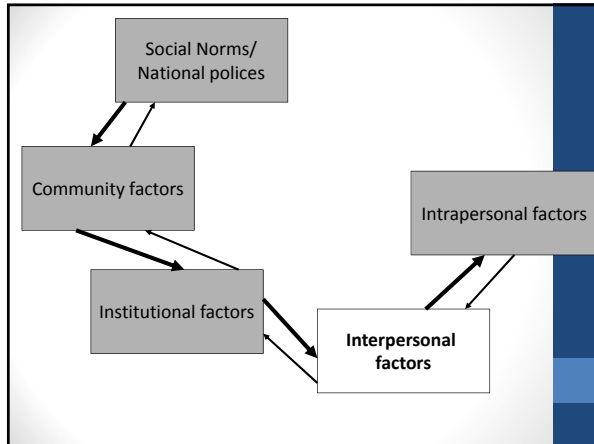 Social Norms/
National polices
Community factors
Intrapersonal factors
Institutional factors
Interpersonal
factors